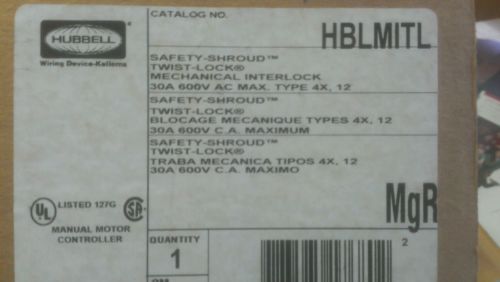 HUBBELL
®
Wiring Device-Kellems
CATALOG NO.
HBLMITL
SAFETY-SHROUD™
TWIST-LOCK®
MECHANICAL INTERLOCK
30A 600V AC MAX. TYPE 4X, 12
SAFETY-SHROUD™
TWIST-LOCK®
BLOCAGE MECANIQUE TYPES 4X, 12
30A 600V C.A. MAXIMUM
SAFETY-SHROUD™
TWIST-LOCK®
TRABA MECANICA TIPOS 4X, 12
30A 600V C.A. MAXIMO
UL LISTED 127G SA
MANUAL MOTOR
CONTROLLER
MgR
QUANTITY
1
2